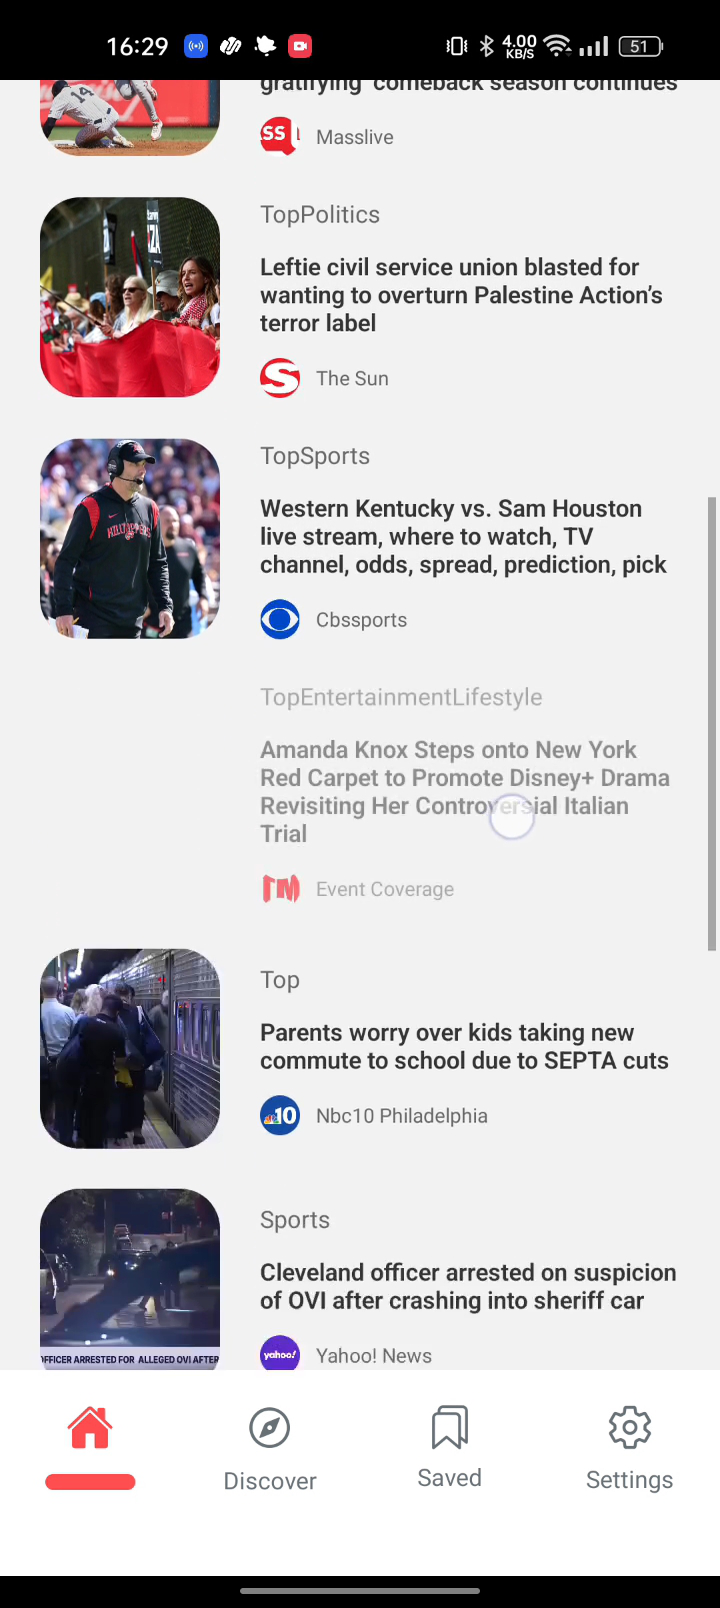 16:29
4.00
KB/S
51
gratifying comeback season continues
Masslive
TopPolitics
Leftie civil service union blasted for
wanting to overturn Palestine Action’s
terror label
The Sun
TopSports
Western Kentucky vs. Sam Houston
live stream, where to watch, TV
channel, odds, spread, prediction, pick
Cbssports
TopEntertainmentLifestyle
Amanda Knox Steps onto New York
Red Carpet to Promote Disney+ Drama
Revisiting Her Controversial Italian
Trial
Event Coverage
Top
Parents worry over kids taking new
commute to school due to SEPTA cuts
10
Nbc10 Philadelphia
Sports
Cleveland officer arrested on suspicion
of OVI after crashing into sheriff car
OFFICER ARRESTED FOR ALLEGED OVI AFTER
yahoo!
Yahoo! News
Discover
Saved
Settings